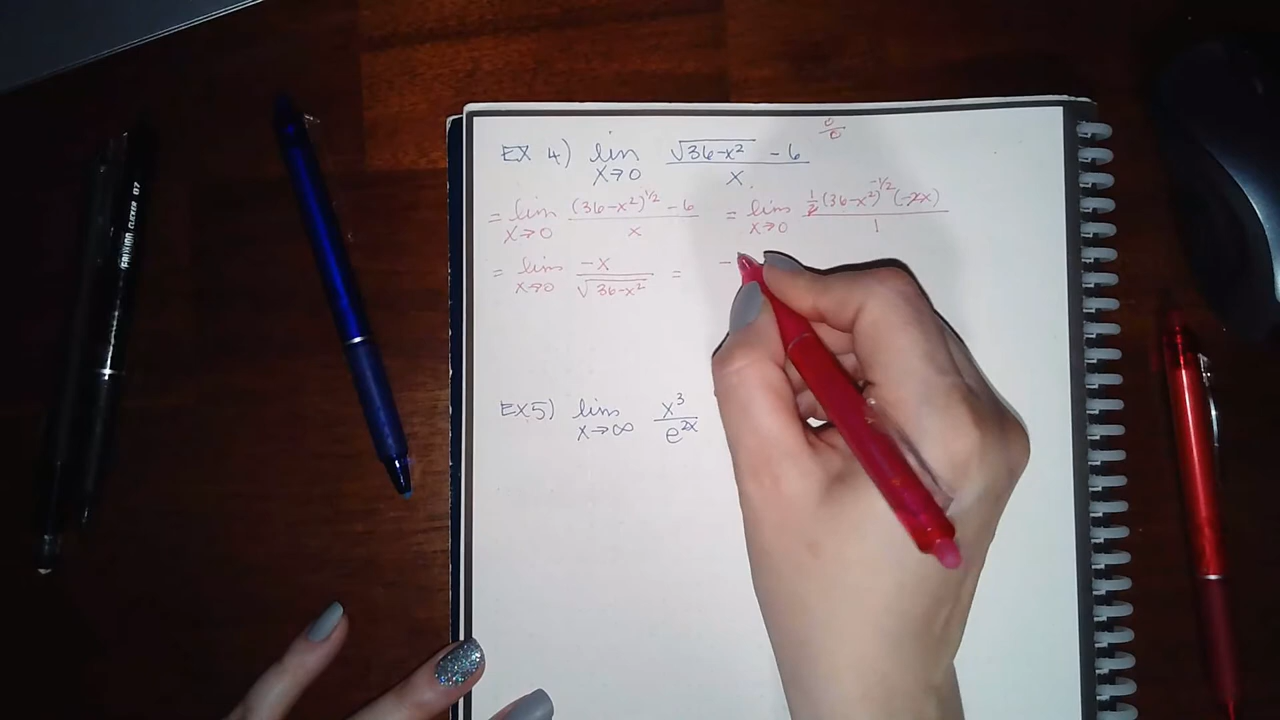 EX 4) lim x→0 (√(36-x²) - 6)/x 0/0
= lim x→0 ((36-x²)^(1/2) - 6)/x = lim x→0 (1/2 (36-x²)^(-1/2) (-2x))/1
= lim x→0 -x/√(36-x²) = -
EX5) lim x→∞ x³/e^(2x)